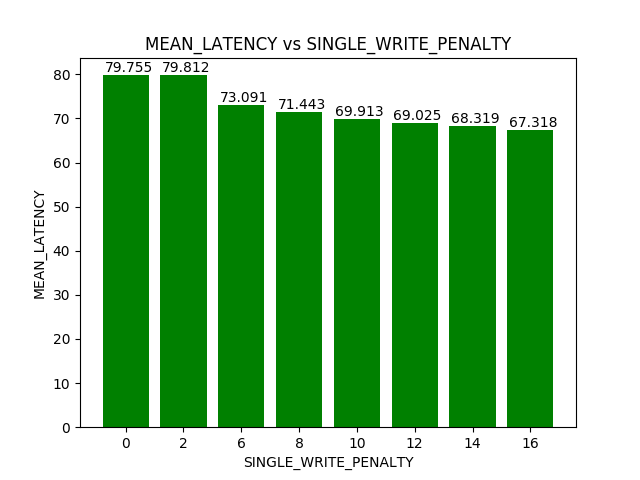 MEAN_LATENCY vs SINGLE_WRITE_PENALTY
79.755 79.812 73.091 71.443 69.913 69.025 68.319 67.318
80
70
60
50
40
30
20
10
0
MEAN_LATENCY
0 2 6 8 10 12 14 16
SINGLE_WRITE_PENALTY